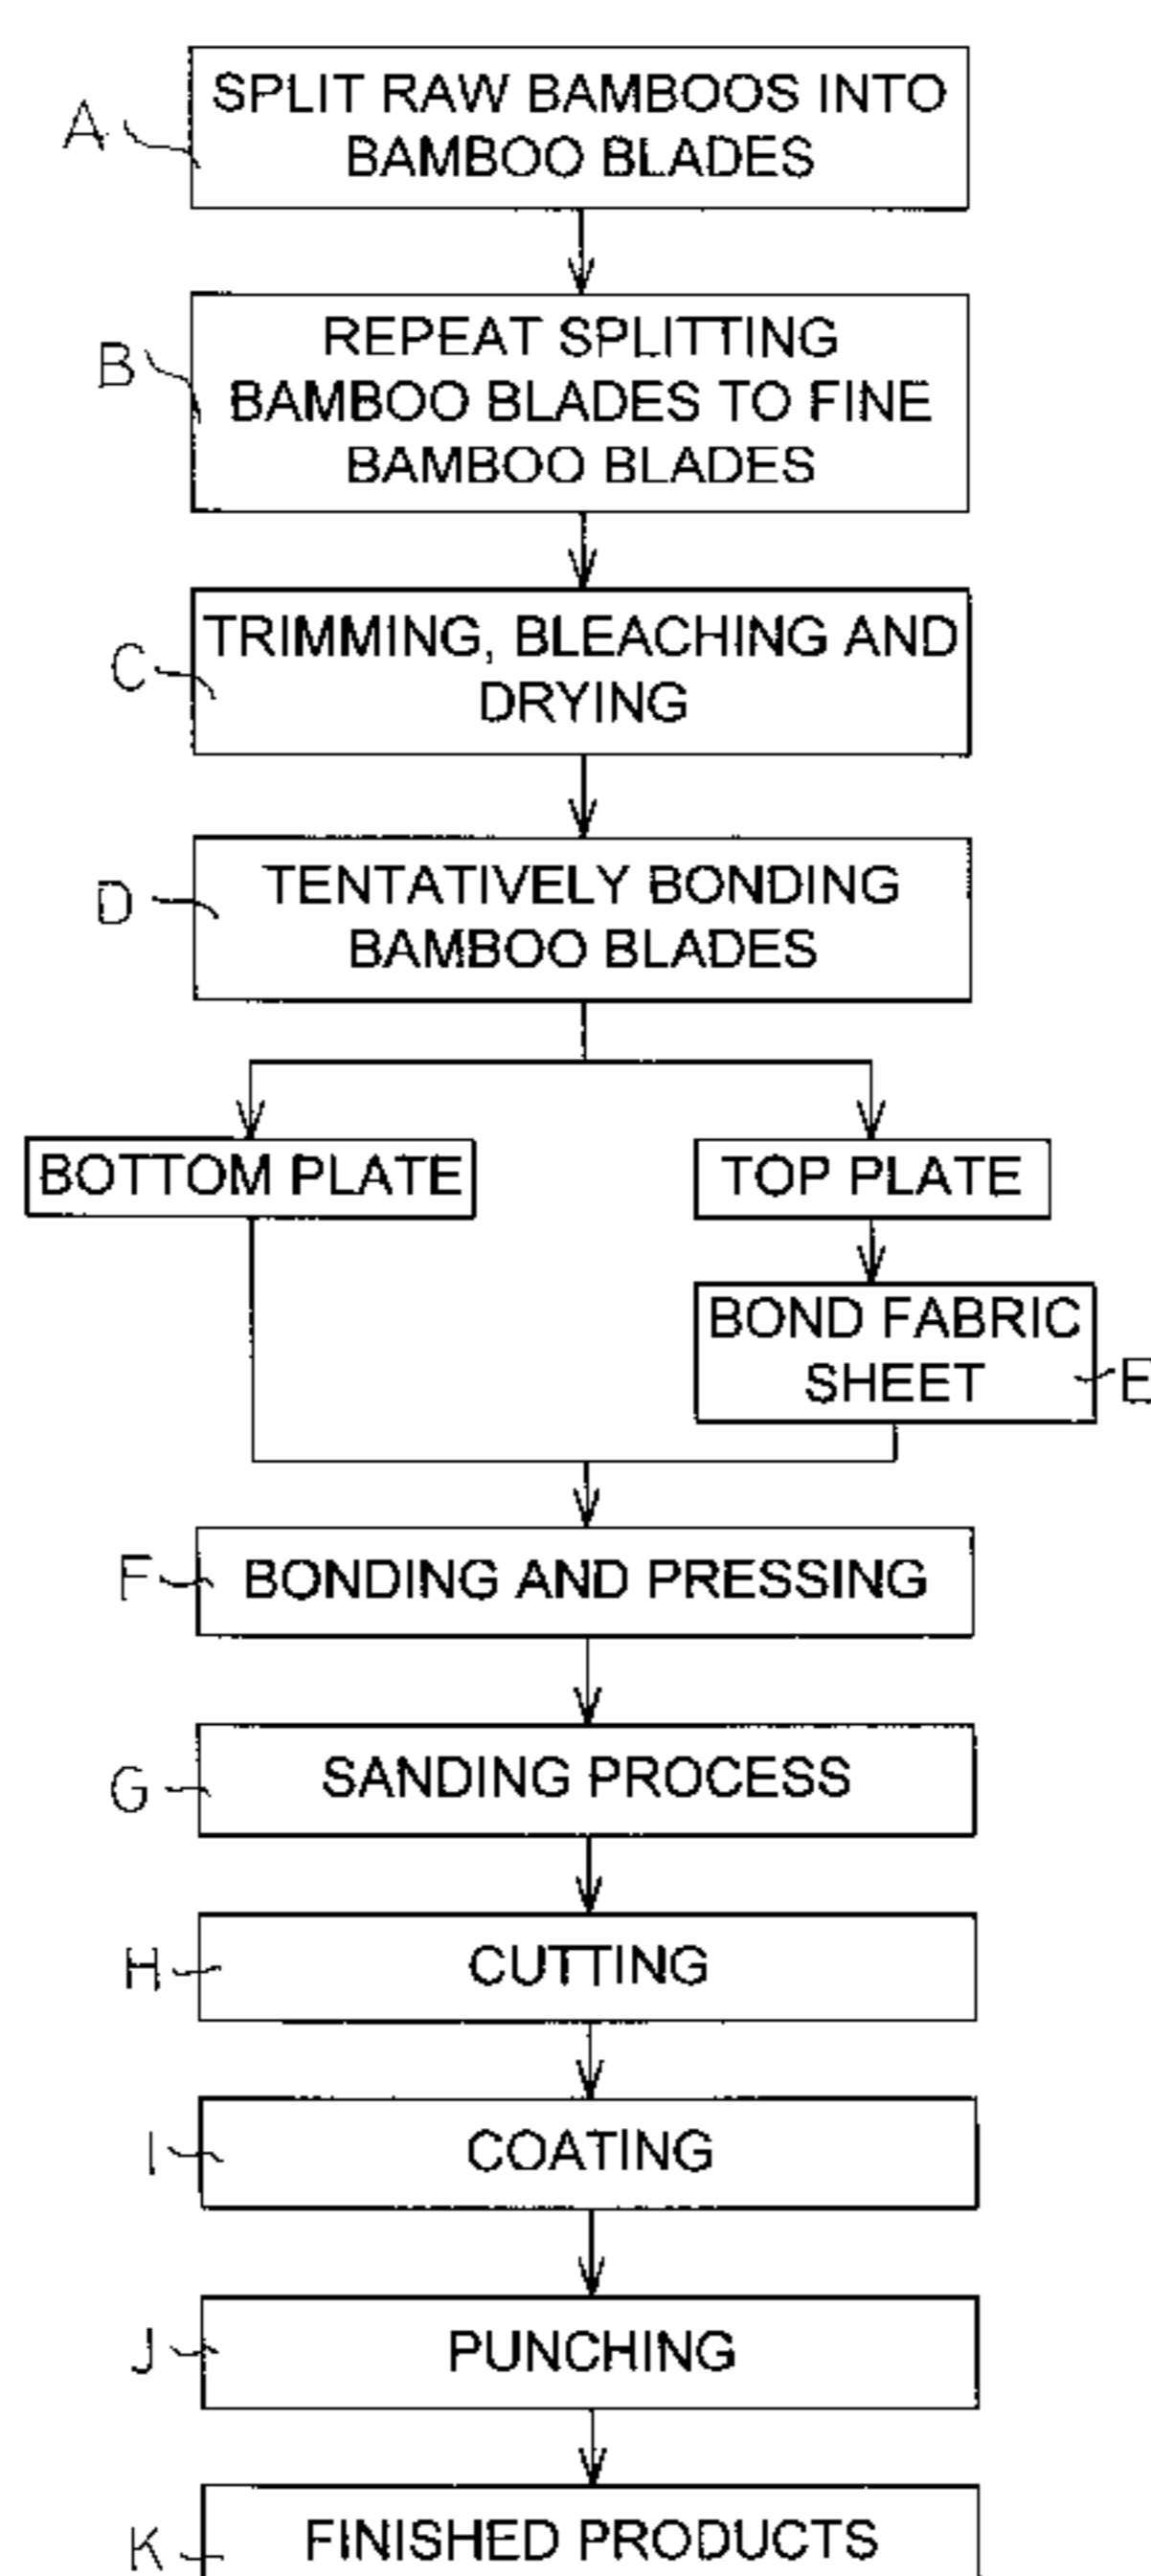 A
SPLIT RAW BAMBOOS INTO
BAMBOO BLADES
B
REPEAT SPLITTING
BAMBOO BLADES TO FINE
BAMBOO BLADES
C
TRIMMING, BLEACHING AND
DRYING
D
TENTATIVELY BONDING
BAMBOO BLADES
BOTTOM PLATE
TOP PLATE
BOND FABRIC
SHEET
E
F
BONDING AND PRESSING
G
SANDING PROCESS
H
CUTTING
I
COATING
J
PUNCHING
K
FINISHED PRODUCTS